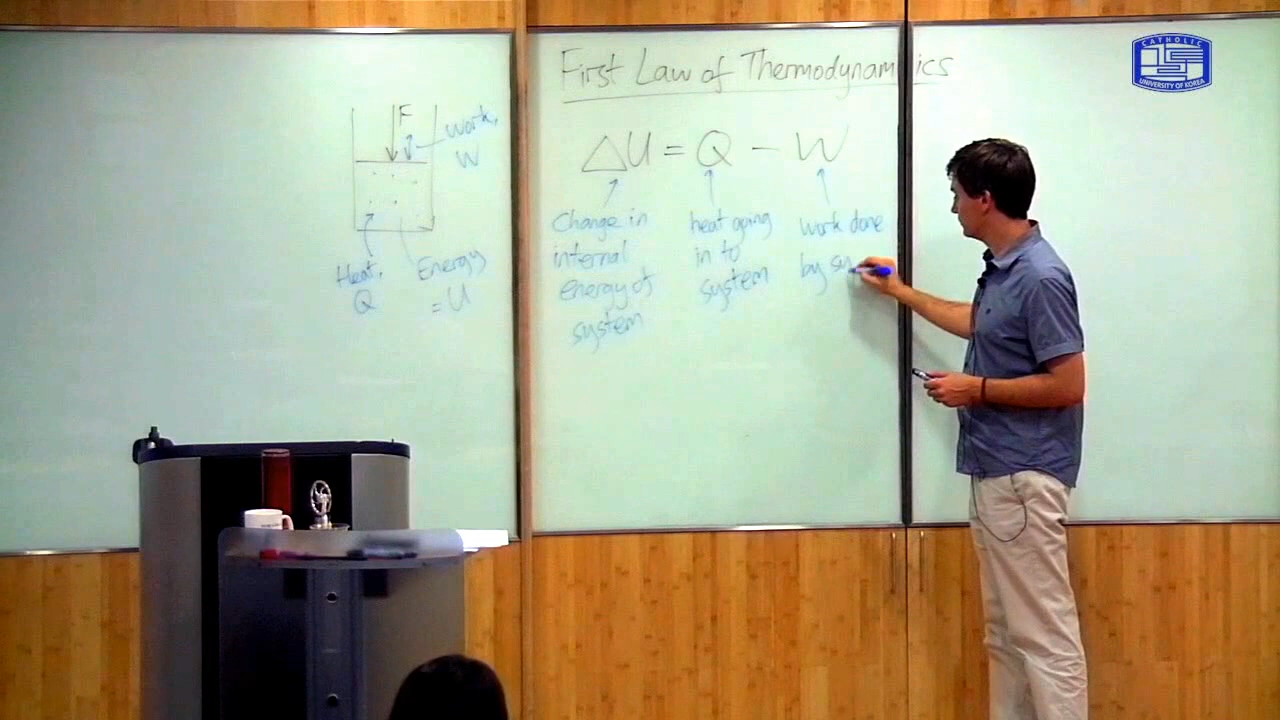 First Law of Thermodynamics
F
Work,
W
Heat,
Q
Energy
= U
△U = Q − W
Change in
internal
energy of
system
heat going
in to
system
work done
by sy
CATHOLIC
UNIVERSITY OF KOREA